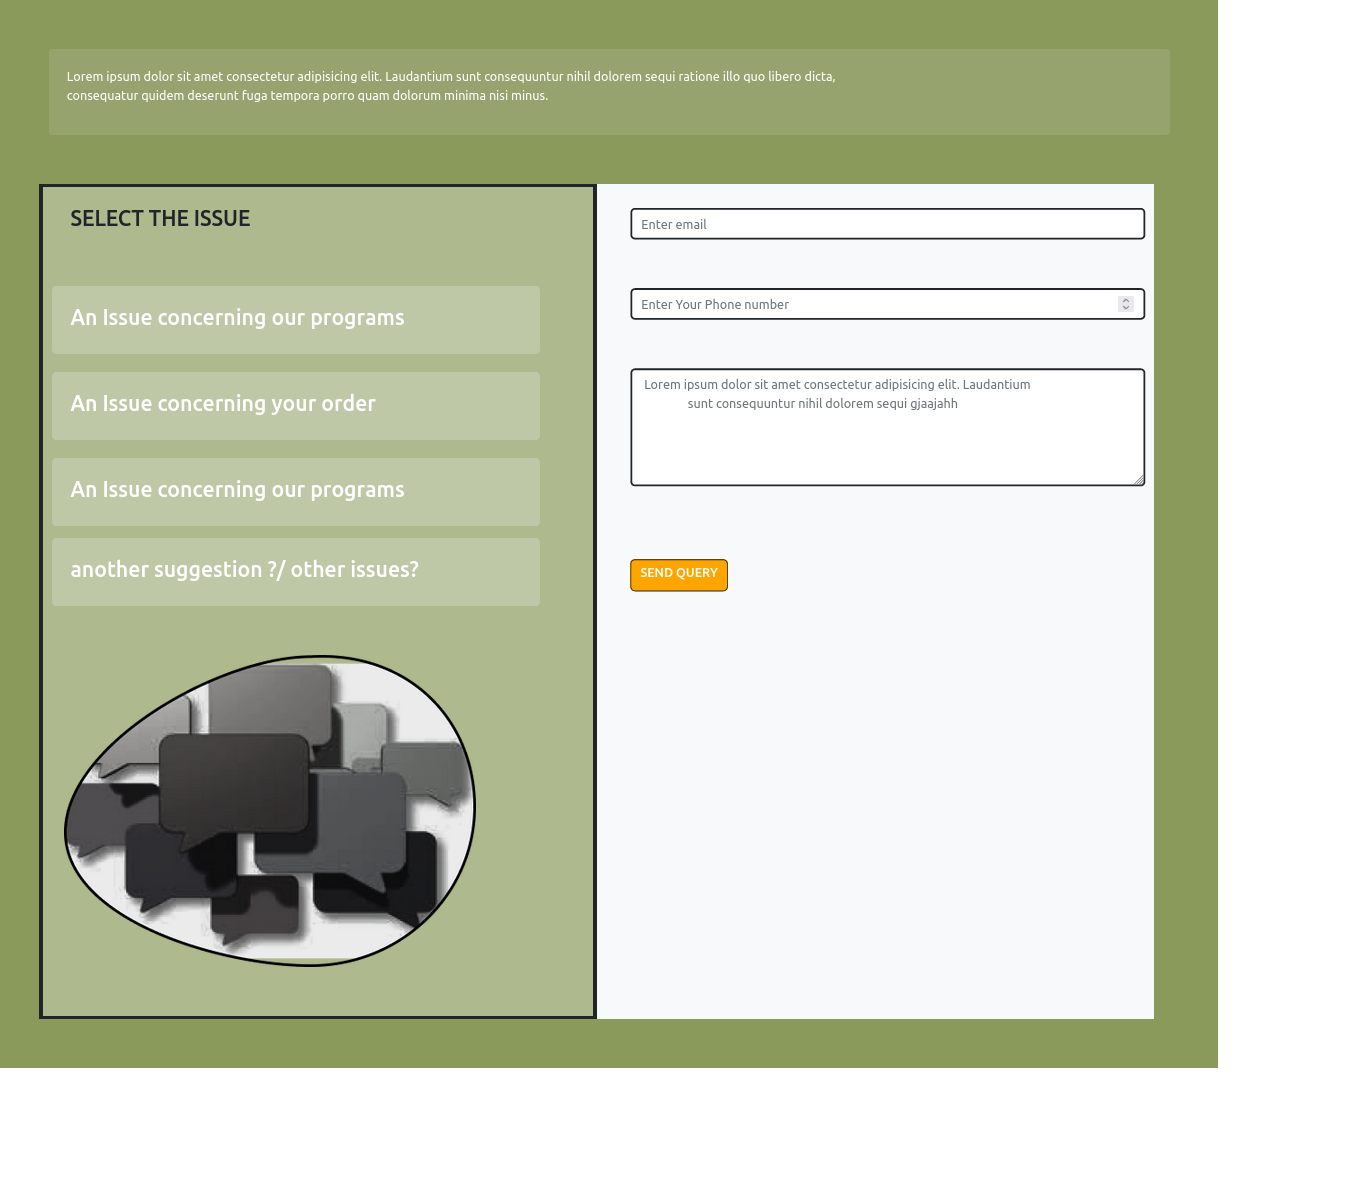 Lorem ipsum dolor sit amet consectetur adipisicing elit. Laudantium sunt consequuntur nihil dolorem sequi ratione illo quo libero dicta,
consequatur quidem deserunt fuga tempora porro quam dolorum minima nisi minus.
SELECT THE ISSUE
An Issue concerning our programs
An Issue concerning your order
An Issue concerning our programs
another suggestion ?/ other issues?
Enter email
Enter Your Phone number
Lorem ipsum dolor sit amet consectetur adipisicing elit. Laudantium
sunt consequuntur nihil dolorem sequi gjaajahh
SEND QUERY